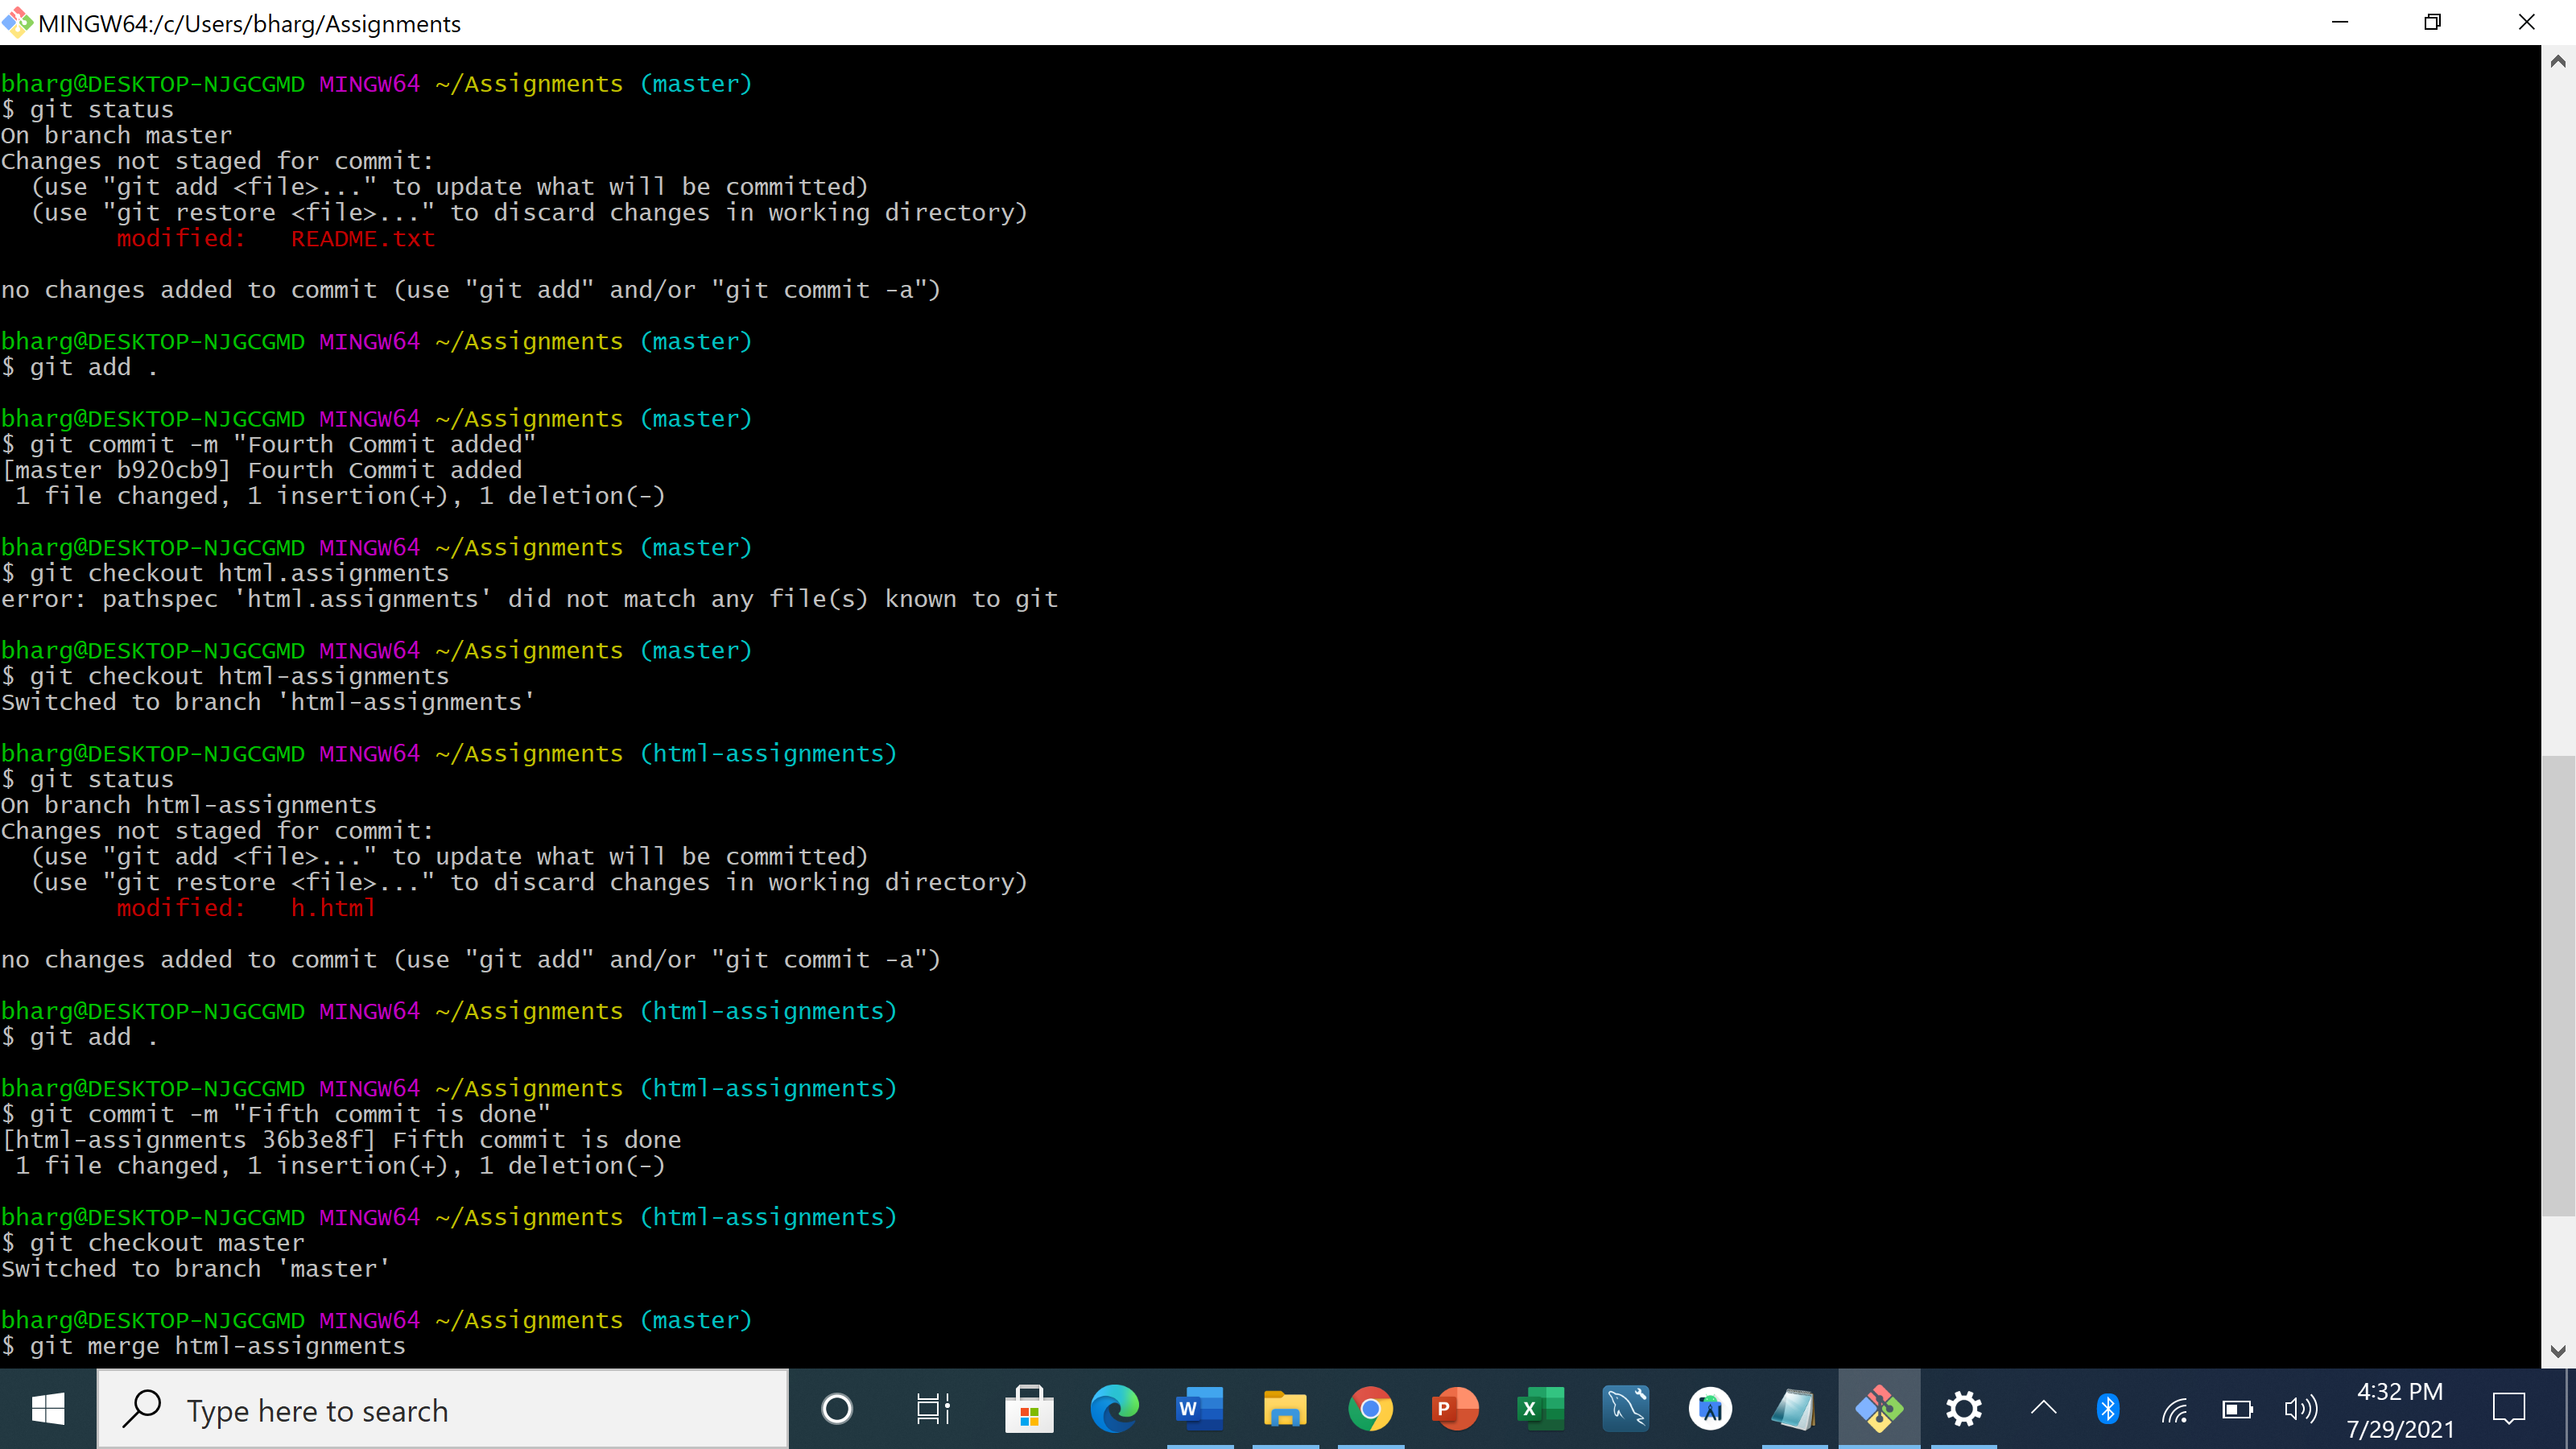 MINGW64:/c/Users/bharg/Assignments
bharg@DESKTOP-NJGCGMD MINGW64 ~/Assignments (master)
$ git status
On branch master
Changes not staged for commit:
  (use "git add <file>..." to update what will be committed)
  (use "git restore <file>..." to discard changes in working directory)
        modified:   README.txt
no changes added to commit (use "git add" and/or "git commit -a")
bharg@DESKTOP-NJGCGMD MINGW64 ~/Assignments (master)
$ git add .
bharg@DESKTOP-NJGCGMD MINGW64 ~/Assignments (master)
$ git commit -m "Fourth Commit added"
[master b920cb9] Fourth Commit added
 1 file changed, 1 insertion(+), 1 deletion(-)
bharg@DESKTOP-NJGCGMD MINGW64 ~/Assignments (master)
$ git checkout html.assignments
error: pathspec 'html.assignments' did not match any file(s) known to git
bharg@DESKTOP-NJGCGMD MINGW64 ~/Assignments (master)
$ git checkout html-assignments
Switched to branch 'html-assignments'
bharg@DESKTOP-NJGCGMD MINGW64 ~/Assignments (html-assignments)
$ git status
On branch html-assignments
Changes not staged for commit:
  (use "git add <file>..." to update what will be committed)
  (use "git restore <file>..." to discard changes in working directory)
        modified:   h.html
no changes added to commit (use "git add" and/or "git commit -a")
bharg@DESKTOP-NJGCGMD MINGW64 ~/Assignments (html-assignments)
$ git add .
bharg@DESKTOP-NJGCGMD MINGW64 ~/Assignments (html-assignments)
$ git commit -m "Fifth commit is done"
[html-assignments 36b3e8f] Fifth commit is done
 1 file changed, 1 insertion(+), 1 deletion(-)
bharg@DESKTOP-NJGCGMD MINGW64 ~/Assignments (html-assignments)
$ git checkout master
Switched to branch 'master'
bharg@DESKTOP-NJGCGMD MINGW64 ~/Assignments (master)
$ git merge html-assignments
Type here to search
W
P
X
4:32 PM
7/29/2021